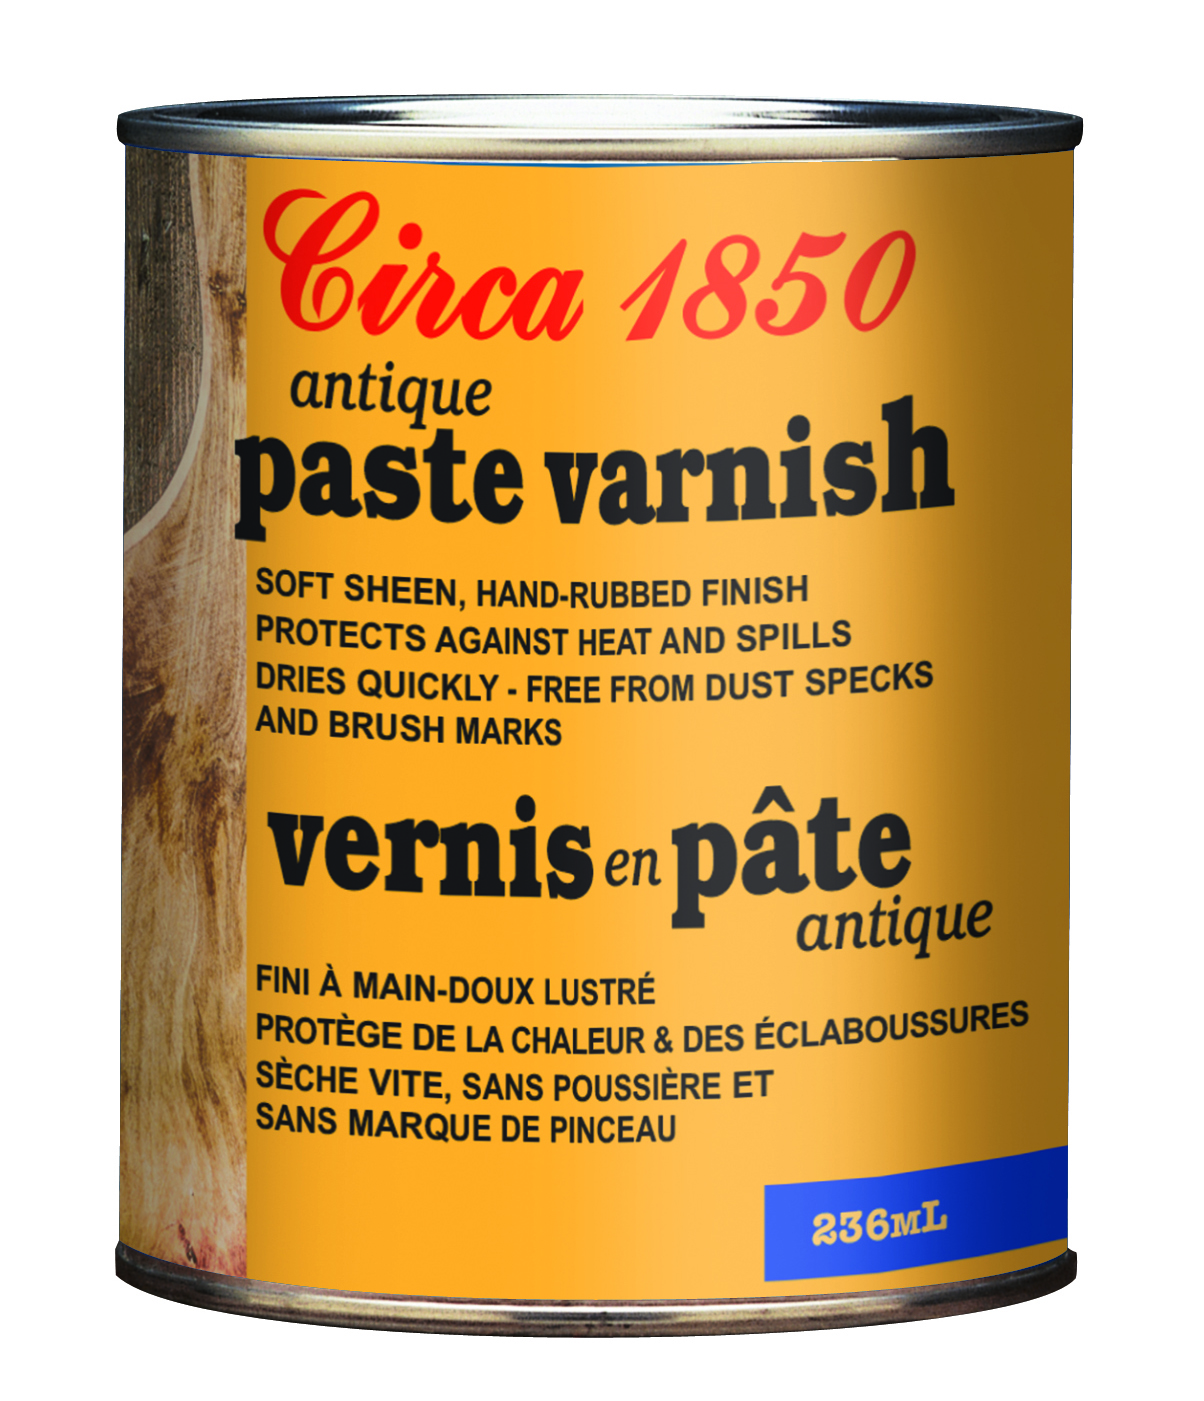 Circa 1850
antique
paste varnish
SOFT SHEEN, HAND-RUBBED FINISH
PROTECTS AGAINST HEAT AND SPILLS
DRIES QUICKLY - FREE FROM DUST SPECKS
AND BRUSH MARKS
vernis en pâte
antique
FINI À MAIN-DOUX LUSTRÉ
PROTÈGE DE LA CHALEUR & DES ÉCLABOUSSURES
SÈCHE VITE, SANS POUSSIÈRE ET
SANS MARQUE DE PINCEAU
236mL